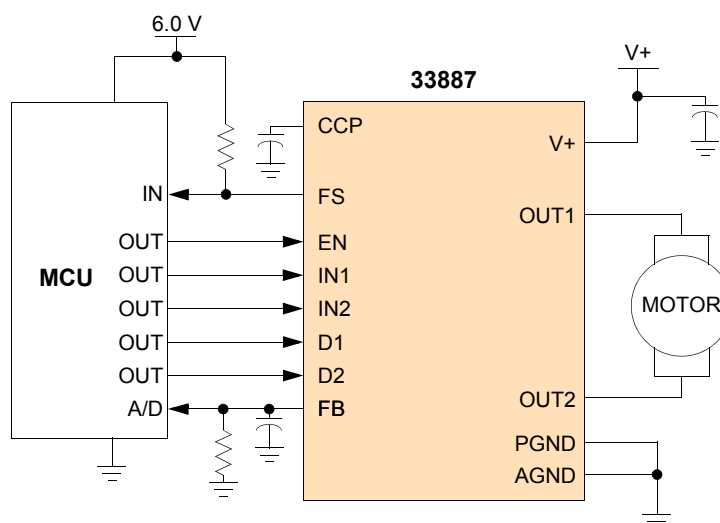 6.0 V
V+
33887
CCP
V+
IN
FS
OUT1
OUT
EN
MCU
OUT
IN1
OUT
IN2
MOTOR
OUT
D1
OUT
D2
A/D
FB
OUT2
PGND
AGND